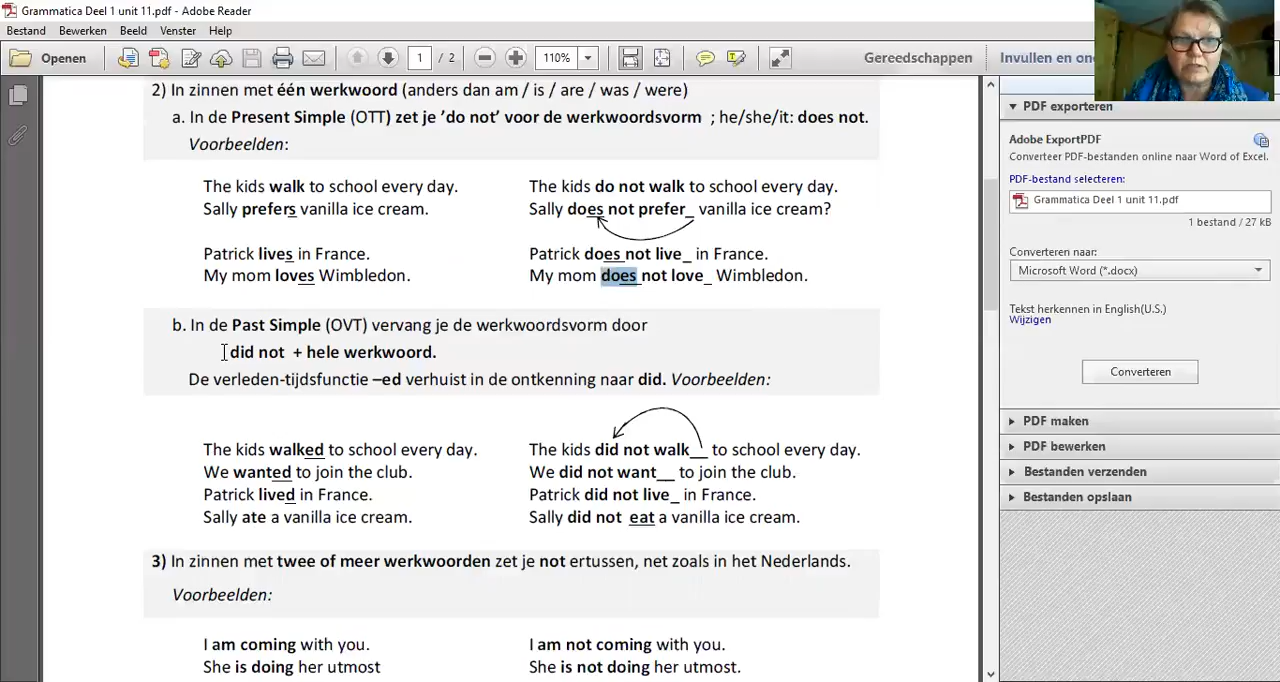 Grammatica Deel 1 unit 11.pdf - Adobe Reader
Bestand Bewerken Beeld Venster Help
Openen 1 / 2 110% Gereedschappen Invullen en on
2) In zinnen met één werkwoord (anders dan am / is / are / was / were)
a. In de Present Simple (OTT) zet je 'do not' voor de werkwoordsvorm ; he/she/it: does not.
Voorbeelden:
The kids walk to school every day. The kids do not walk to school every day.
Sally prefers vanilla ice cream. Sally does not prefer_ vanilla ice cream?
Patrick lives in France. Patrick does not live_ in France.
My mom loves Wimbledon. My mom does not love_ Wimbledon.
b. In de Past Simple (OVT) vervang je de werkwoordsvorm door
did not + hele werkwoord.
De verleden-tijdsfunctie –ed verhuist in de ontkenning naar did. Voorbeelden:
The kids walked to school every day. The kids did not walk__ to school every day.
We wanted to join the club. We did not want__ to join the club.
Patrick lived in France. Patrick did not live_ in France.
Sally ate a vanilla ice cream. Sally did not eat a vanilla ice cream.
3) In zinnen met twee of meer werkwoorden zet je not ertussen, net zoals in het Nederlands.
Voorbeelden:
I am coming with you. I am not coming with you.
She is doing her utmost She is not doing her utmost.
PDF exporteren
Adobe ExportPDF
Converteer PDF-bestanden online naar Word of Excel.
PDF-bestand selecteren:
Grammatica Deel 1 unit 11.pdf
1 bestand / 27 kB
Converteren naar:
Microsoft Word (*.docx)
Tekst herkennen in English(U.S.)
Wijzigen
Converteren
PDF maken
PDF bewerken
Bestanden verzenden
Bestanden opslaan